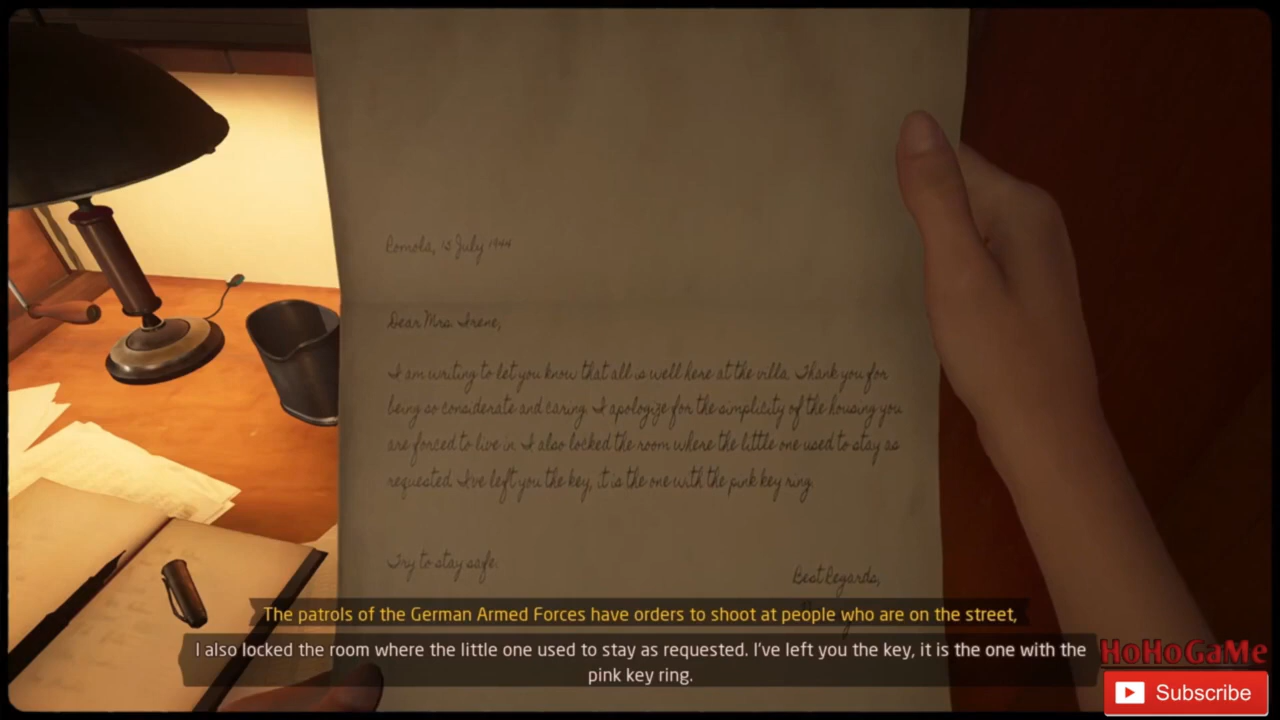 Romola, 15 July 1944
Dear Mrs. Irene,
I am writing to let you know that all is well here at the villa. Thank you for
being so considerate and caring. I apologize for the simplicity of the housing you
are forced to live in. I also locked the room where the little one used to stay as
requested. I've left you the key, it is the one with the pink key ring.
Try to stay safe.
Best Regards,
The patrols of the German Armed Forces have orders to shoot at people who are on the street,
I also locked the room where the little one used to stay as requested. I've left you the key, it is the one with the
pink key ring.
HoHoGaMe
Subscribe